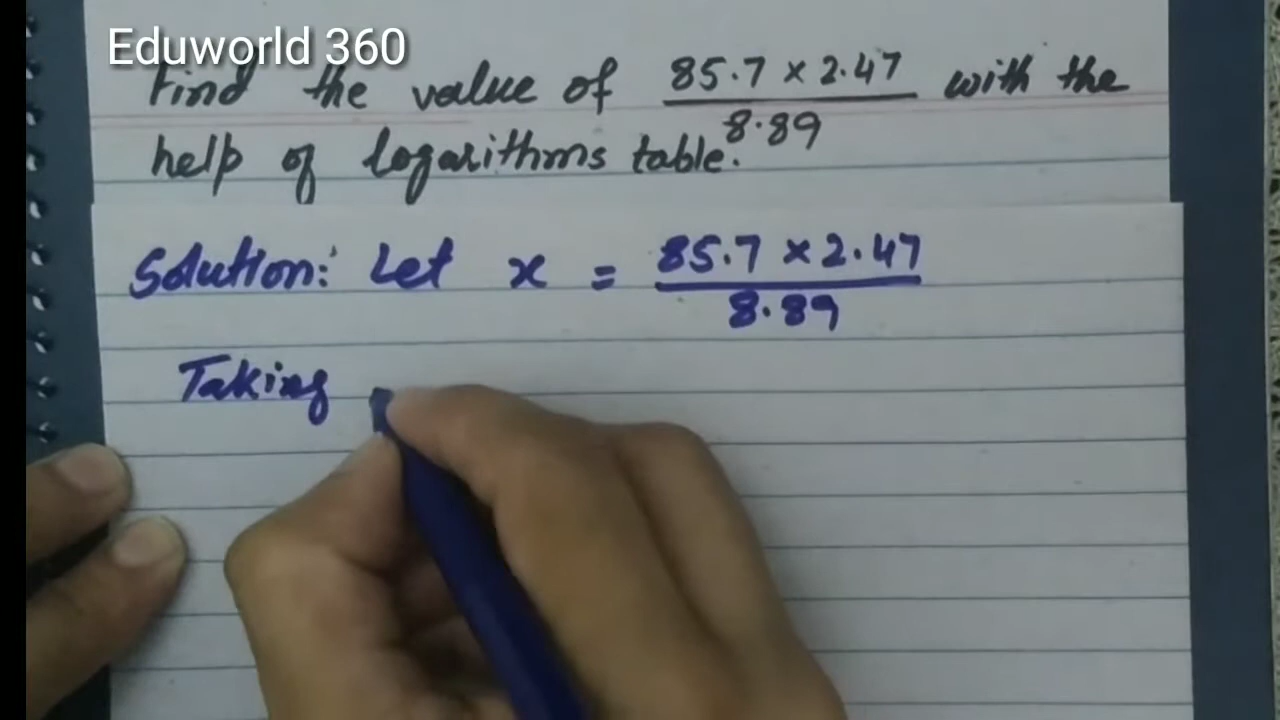 Eduworld 360
Find the value of 85.7 × 2.47 / 8.89 with the
help of logarithms table.
Solution: Let x = 85.7 × 2.47 / 8.89
Taking